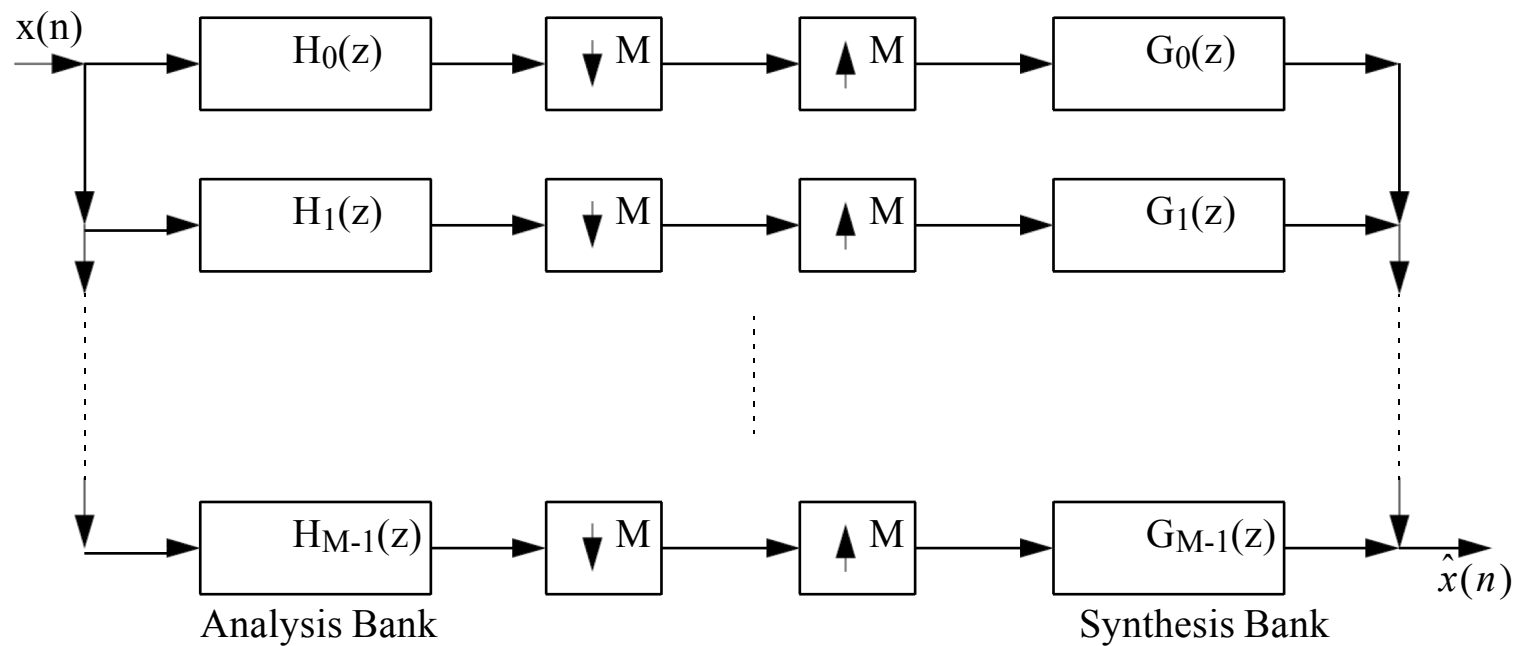 x(n)
H0(z) M M G0(z)
H1(z) M M G1(z)
HM-1(z) M M GM-1(z)
x̂(n)
Analysis Bank Synthesis Bank